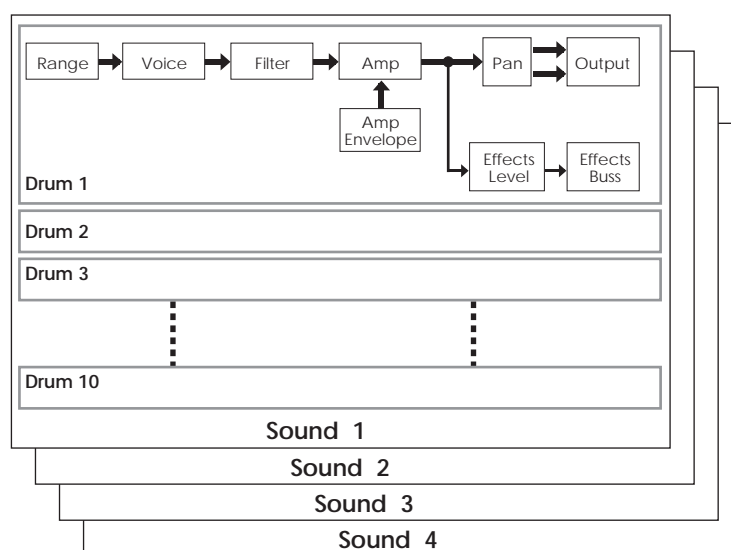 Range Voice Filter Amp Pan Output
Amp
Envelope
Effects
Level
Effects
Buss
Drum 1
Drum 2
Drum 3
Drum 10
Sound 1
Sound 2
Sound 3
Sound 4